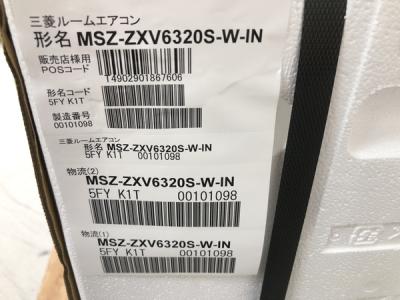 三菱ルームエアコン
形名 MSZ-ZXV6320S-W-IN
販売店様用
POSコード
T4902901867606
形名コード
5FY K1T
製造番号
00101098
三菱ルームエアコン
形名 MSZ-ZXV6320S-W-IN
5FY K1T 00101098
物流(2)
MSZ-ZXV6320S-W-IN
5FY K1T 00101098
物流(1)
MSZ-ZXV6320S-W-IN
5FY K1T 00101098